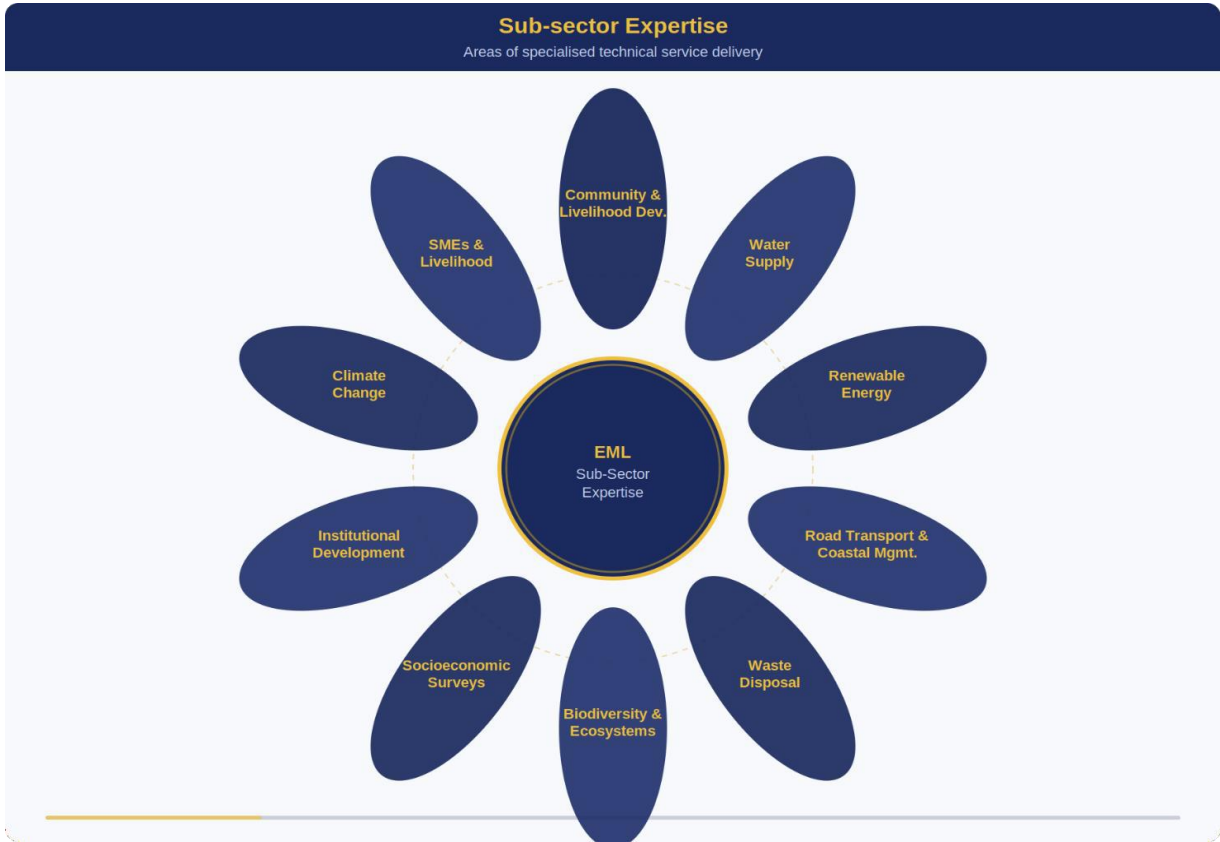 Sub-sector Expertise
Areas of specialised technical service delivery
Community &
Livelihood Dev.
SMEs &
Livelihood
Water
Supply
Climate
Change
Renewable
Energy
EML
Sub-Sector
Expertise
Institutional
Development
Road Transport &
Coastal Mgmt.
Socioeconomic
Surveys
Waste
Disposal
Biodiversity &
Ecosystems